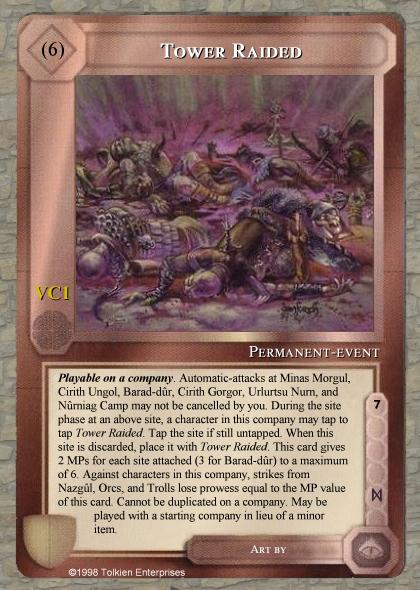 (6)
Tower Raided
VC1
Permanent-event
Playable on a company. Automatic-attacks at Minas Morgul,
Cirith Ungol, Barad-dûr, Cirith Gorgor, Urlurtsu Nurn, and
Nûrniag Camp may not be cancelled by you. During the site
phase at an above site, a character in this company may tap to
tap Tower Raided. Tap the site if still untapped. When this
site is discarded, place it with Tower Raided. This card gives
2 MPs for each site attached (3 for Barad-dûr) to a maximum
of 6. Against characters in this company, strikes from
Nazgûl, Orcs, and Trolls lose prowess equal to the MP value
of this card. Cannot be duplicated on a company. May be
played with a starting company in lieu of a minor
item.
7
Art by
©1998 Tolkien Enterprises